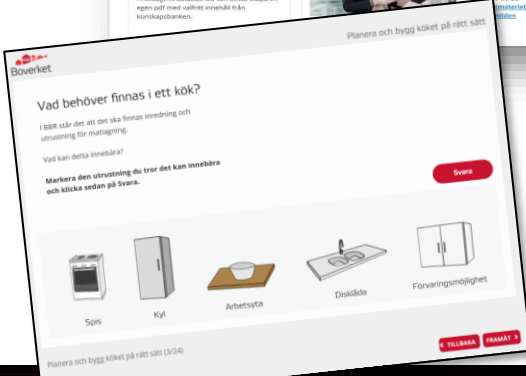 egen pdf med valfritt innehåll från
kunskapsbanken.
Boverket
Planera och bygg köket på rätt sätt
Vad behöver finnas i ett kök?
I BBR står det att det ska finnas inredning och
utrustning för matlagning.
Vad kan detta innebära?
Markera den utrustning du tror det kan innebära
och klicka sedan på Svara.
Svara
Spis
Kyl
Arbetsyta
Disklåda
Förvaringsmöjlighet
Planera och bygg köket på rätt sätt (3/24)
< TILLBAKA
FRAMÅT >